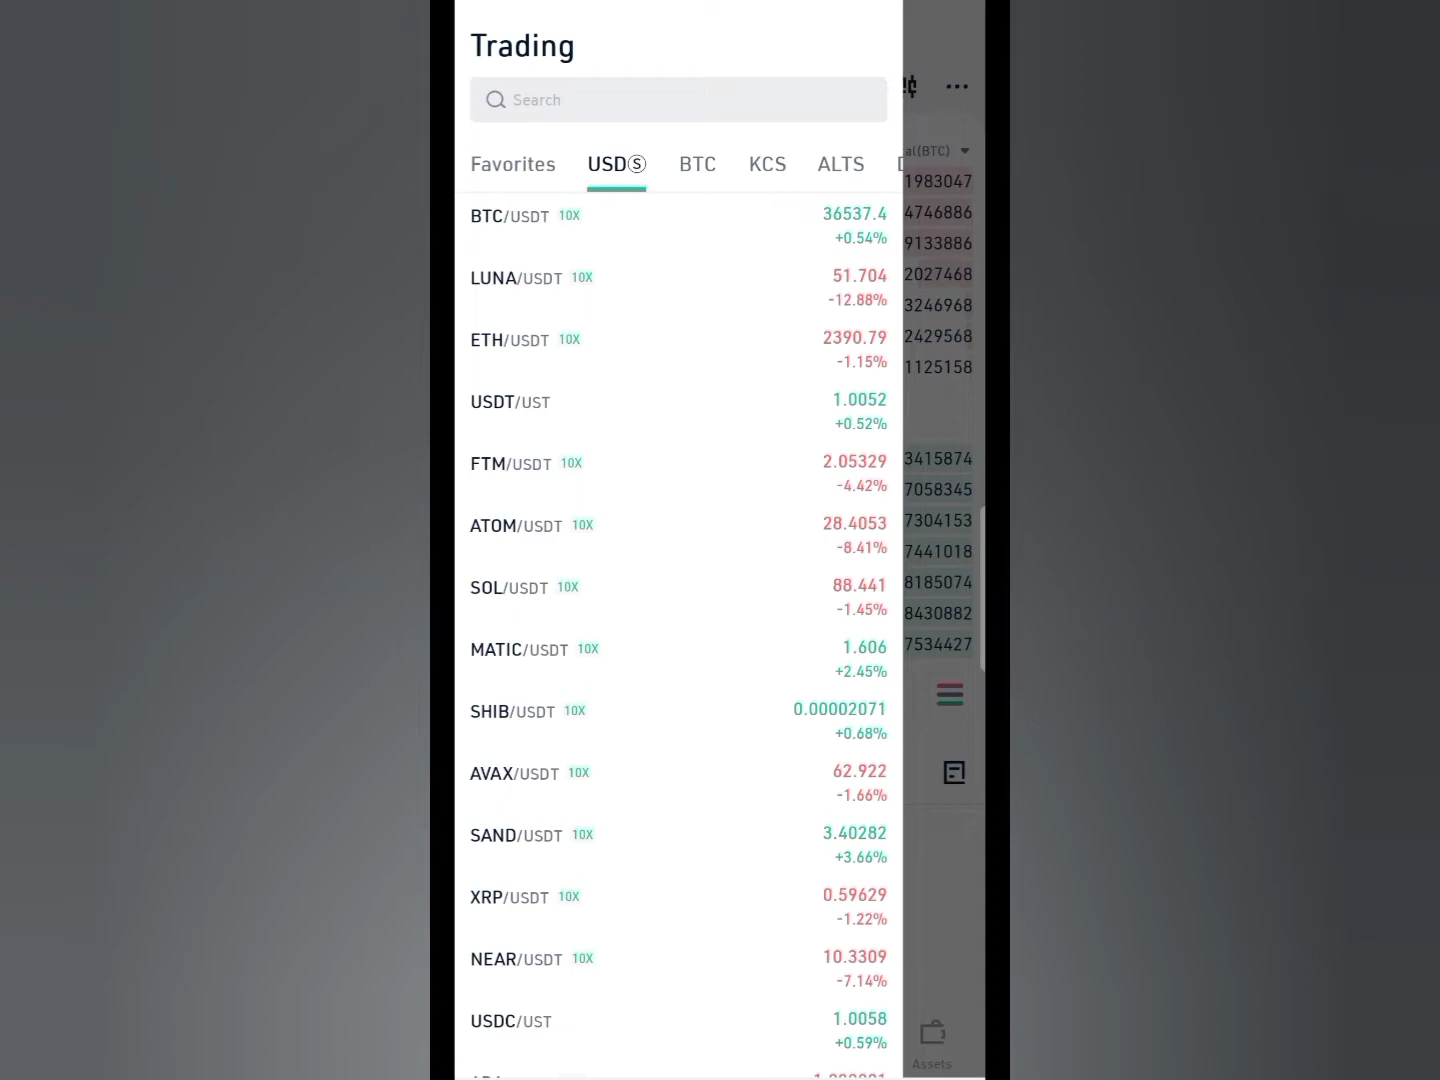 Trading
Search
Favorites USDⓈ BTC KCS ALTS
al(BTC)
BTC/USDT 10X 36537.4
+0.54%
LUNA/USDT 10X 51.704
-12.88%
ETH/USDT 10X 2390.79
-1.15%
USDT/UST 1.0052
+0.52%
FTM/USDT 10X 2.05329
-4.42%
ATOM/USDT 10X 28.4053
-8.41%
SOL/USDT 10X 88.441
-1.45%
MATIC/USDT 10X 1.606
+2.45%
SHIB/USDT 10X 0.00002071
+0.68%
AVAX/USDT 10X 62.922
-1.66%
SAND/USDT 10X 3.40282
+3.66%
XRP/USDT 10X 0.59629
-1.22%
NEAR/USDT 10X 10.3309
-7.14%
USDC/UST 1.0058
+0.59%
1983047
4746886
9133886
2027468
3246968
2429568
1125158
3415874
7058345
7304153
7441018
8185074
8430882
7534427
Assets